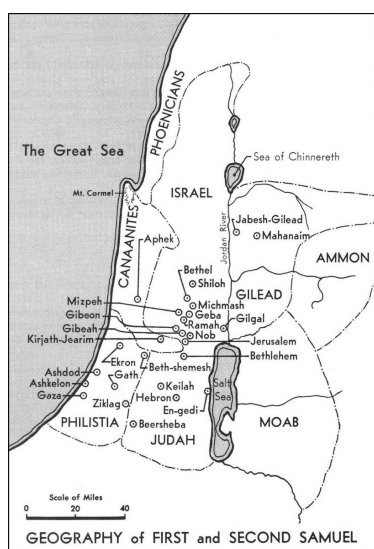 PHOENICIANS
The Great Sea
Sea of Chinnereth
Mt. Carmel
ISRAEL
CANAANITES
Jordan River
Jabesh-Gilead
Mahanaim
Aphek
AMMON
Bethel
Shiloh
GILEAD
Mizpeh
Michmash
Gibeon
Geba
Gilgal
Gibeah
Ramah
Kirjath-Jearim
Nob
Jerusalem
Ekron
Beth-shemesh
Bethlehem
Ashdod
Gath
Ashkelon
Keilah
Salt
Sea
Gaza
Hebron
Ziklag
En-gedi
PHILISTIA
Beersheba
MOAB
JUDAH
Scale of Miles
0 20 40
GEOGRAPHY of FIRST and SECOND SAMUEL